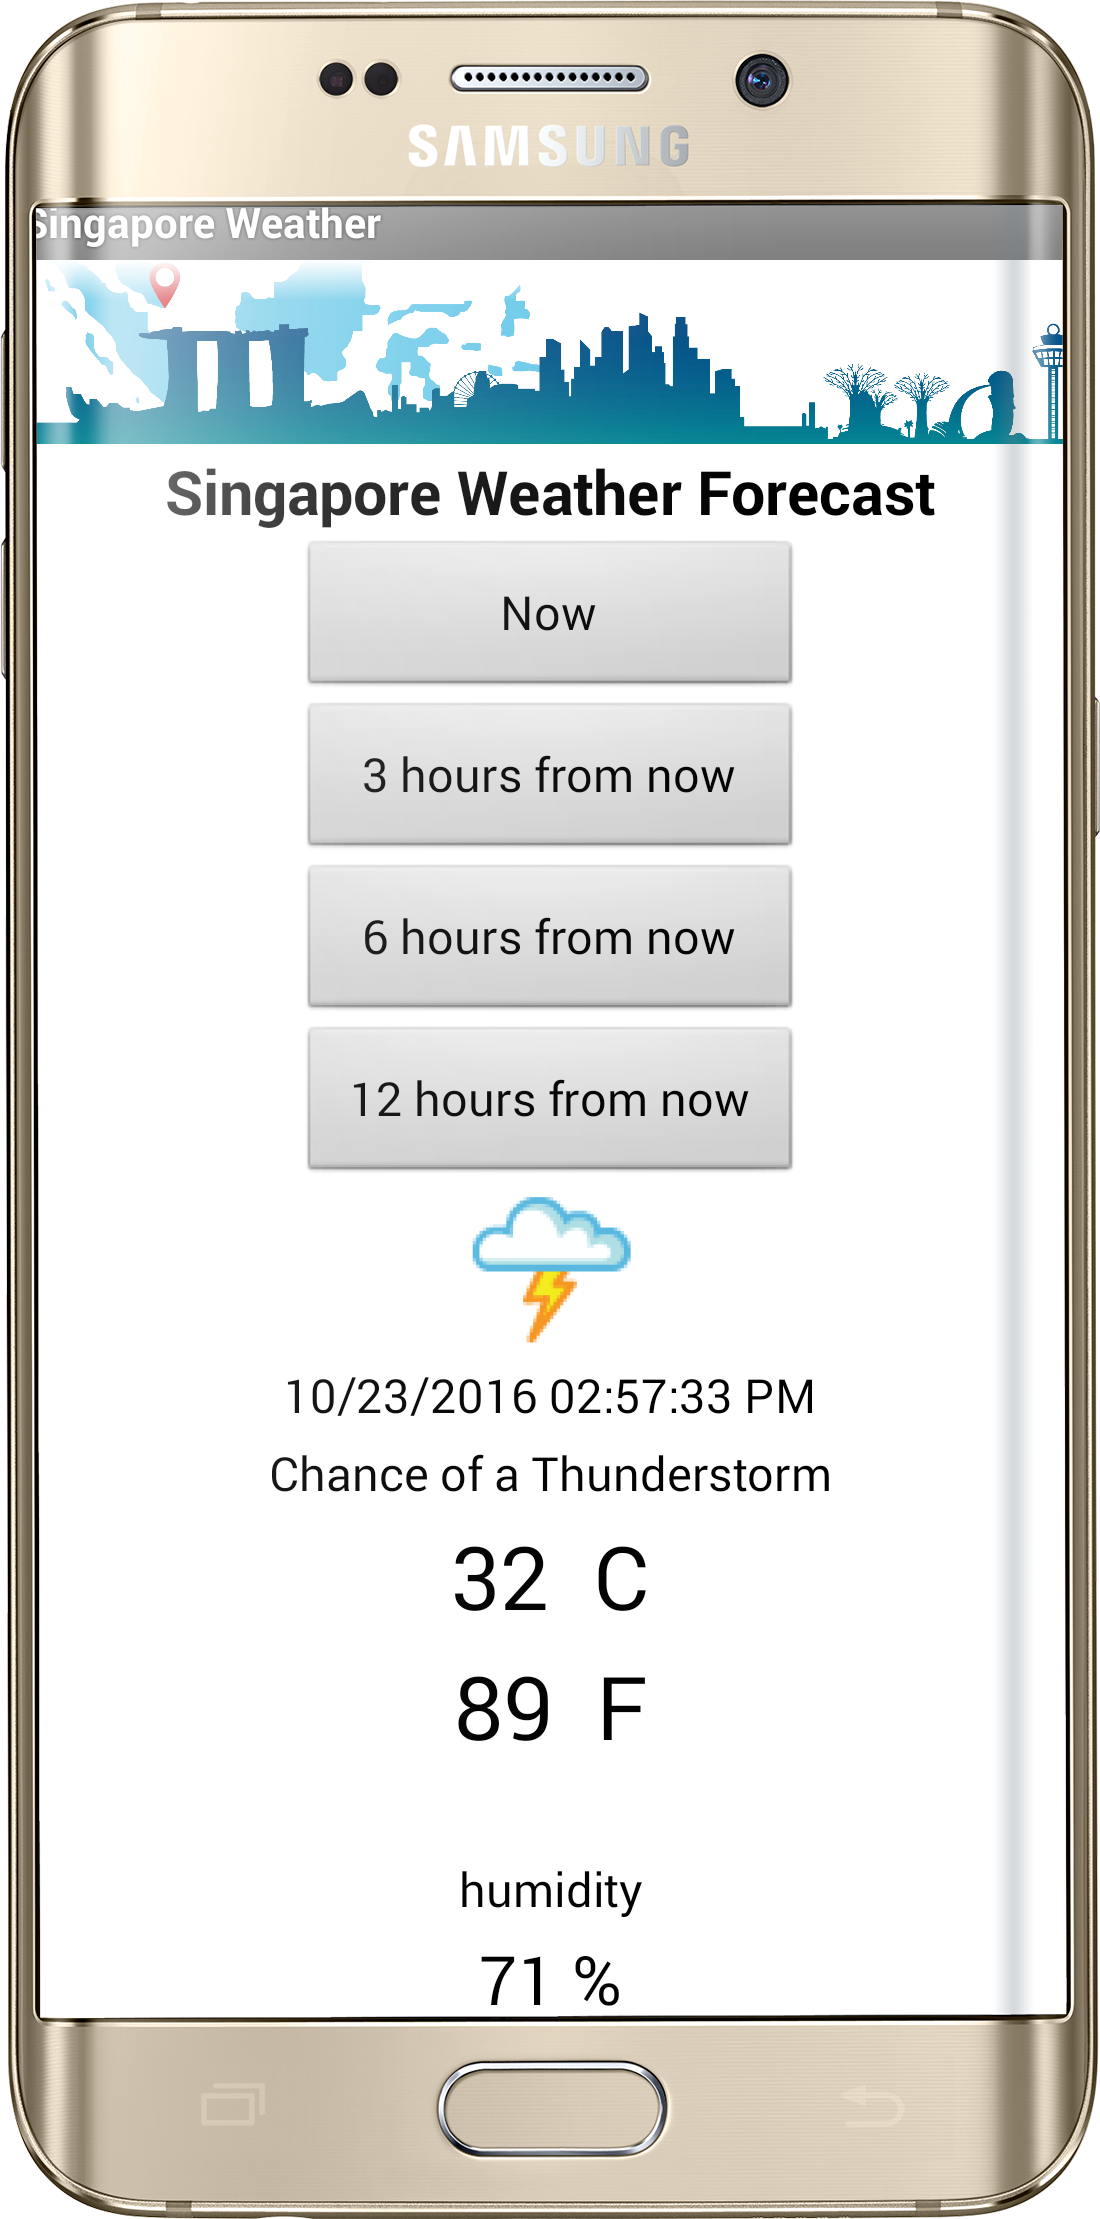 SAMSUNG
Singapore Weather
Singapore Weather Forecast
Now
3 hours from now
6 hours from now
12 hours from now
10/23/2016 02:57:33 PM
Chance of a Thunderstorm
32 C
89 F
humidity
71 %